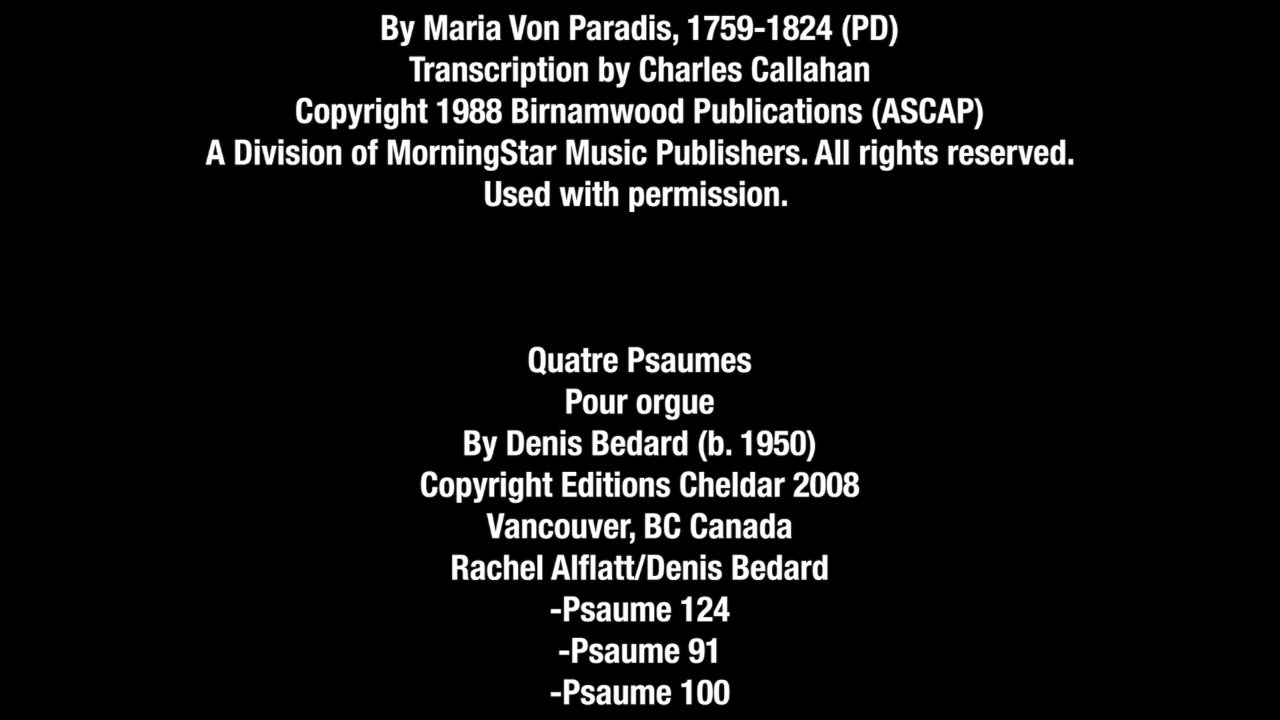 By Maria Von Paradis, 1759-1824 (PD)
Transcription by Charles Callahan
Copyright 1988 Birnamwood Publications (ASCAP)
A Division of MorningStar Music Publishers. All rights reserved.
Used with permission.
Quatre Psaumes
Pour orgue
By Denis Bedard (b. 1950)
Copyright Editions Cheldar 2008
Vancouver, BC Canada
Rachel Alflatt/Denis Bedard
-Psaume 124
-Psaume 91
-Psaume 100